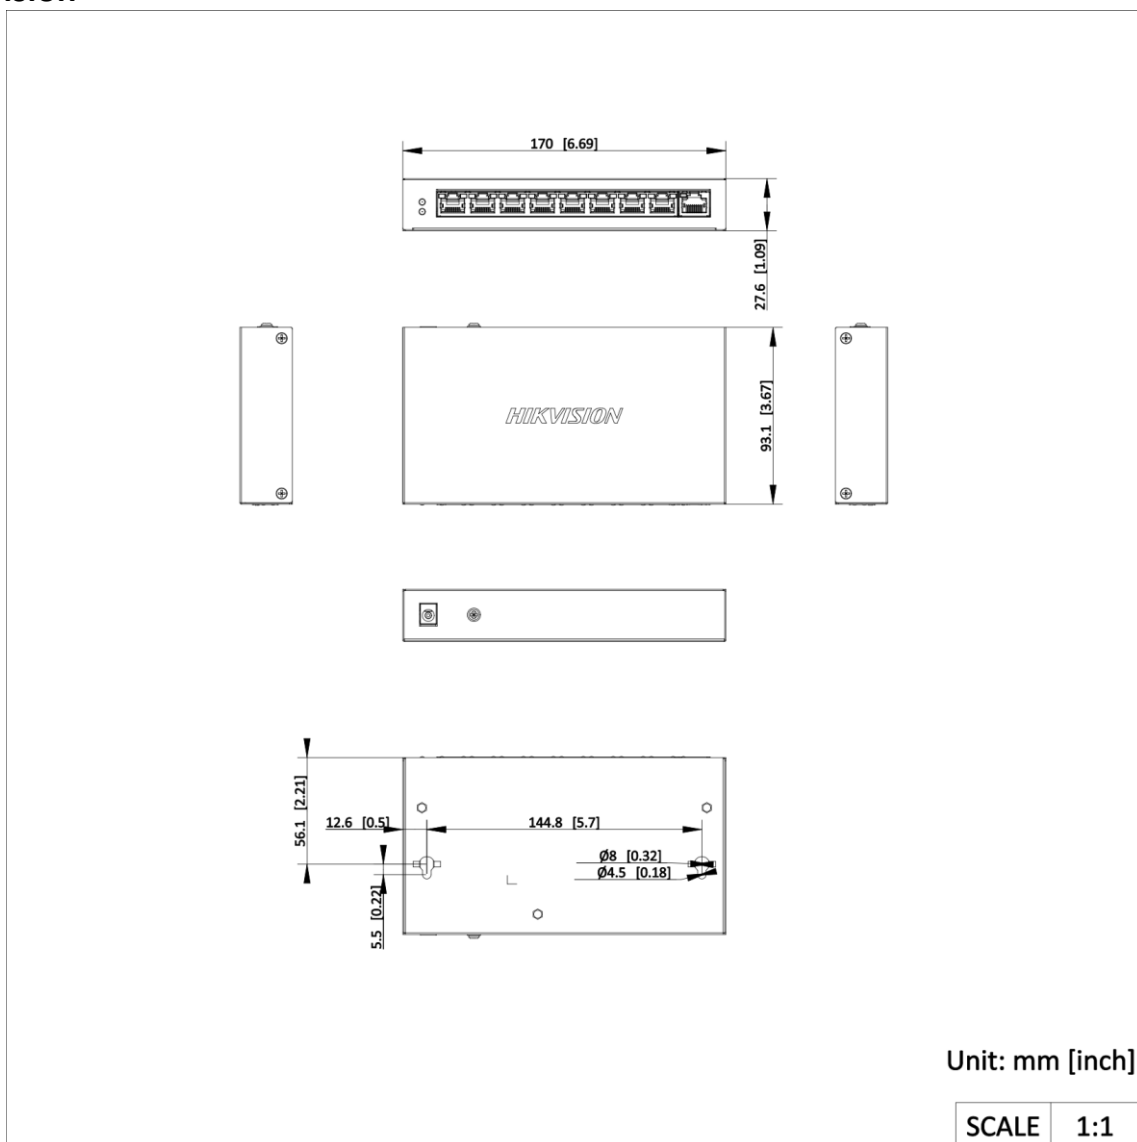 170 [6.69]
27.6 [1.09]
HIKVISION
93.1 [3.67]
56.1 [2.21]
12.6 [0.5]
144.8 [5.7]
Ø8 [0.32]
Ø4.5 [0.18]
5.5 [0.22]
Unit: mm [inch]
SCALE 1:1